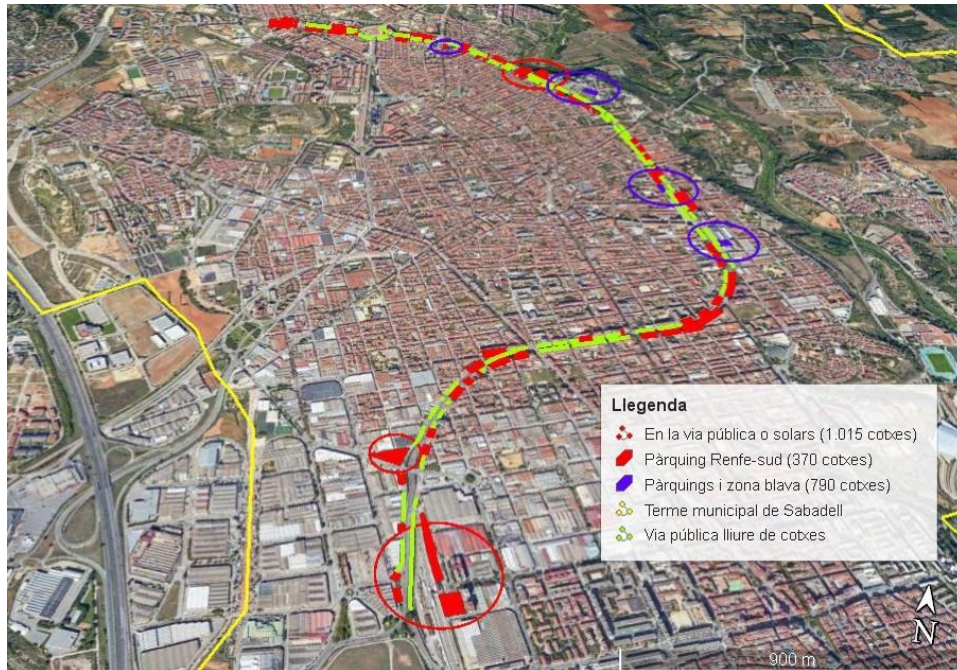 Llegenda
En la via pública o solars (1.015 cotxes)
Pàrquing Renfe-sud (370 cotxes)
Pàrquings i zona blava (790 cotxes)
Terme municipal de Sabadell
Via pública lliure de cotxes
N
900 m